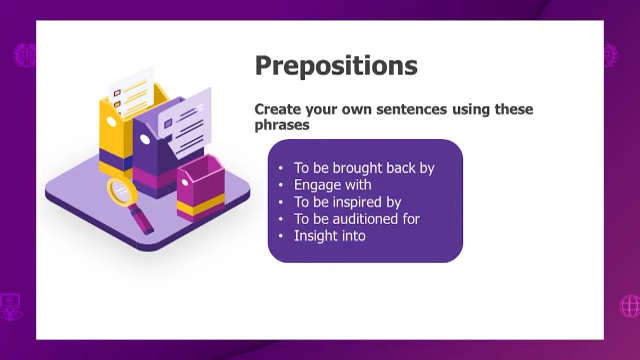 Prepositions
Create your own sentences using these
phrases
• To be brought back by
• Engage with
• To be inspired by
• To be auditioned for
• Insight into